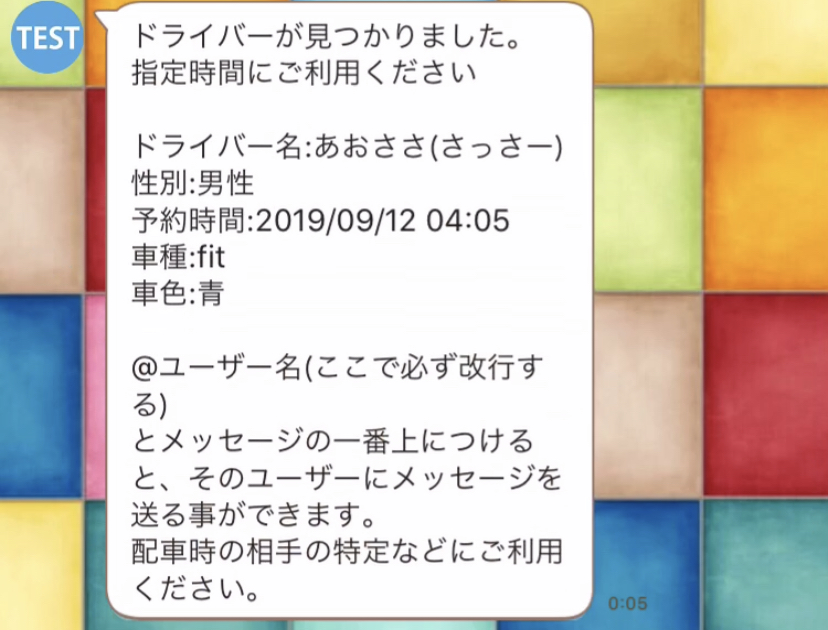 TEST
ドライバーが見つかりました。
指定時間にご利用ください
ドライバー名:あおささ(さっさー)
性別:男性
予約時間:2019/09/12 04:05
車種:fit
車色:青
@ユーザー名(ここで必ず改行す
る)
とメッセージの一番上につける
と、そのユーザーにメッセージを
送る事ができます。
配車時の相手の特定などにご利用
ください。
0:05